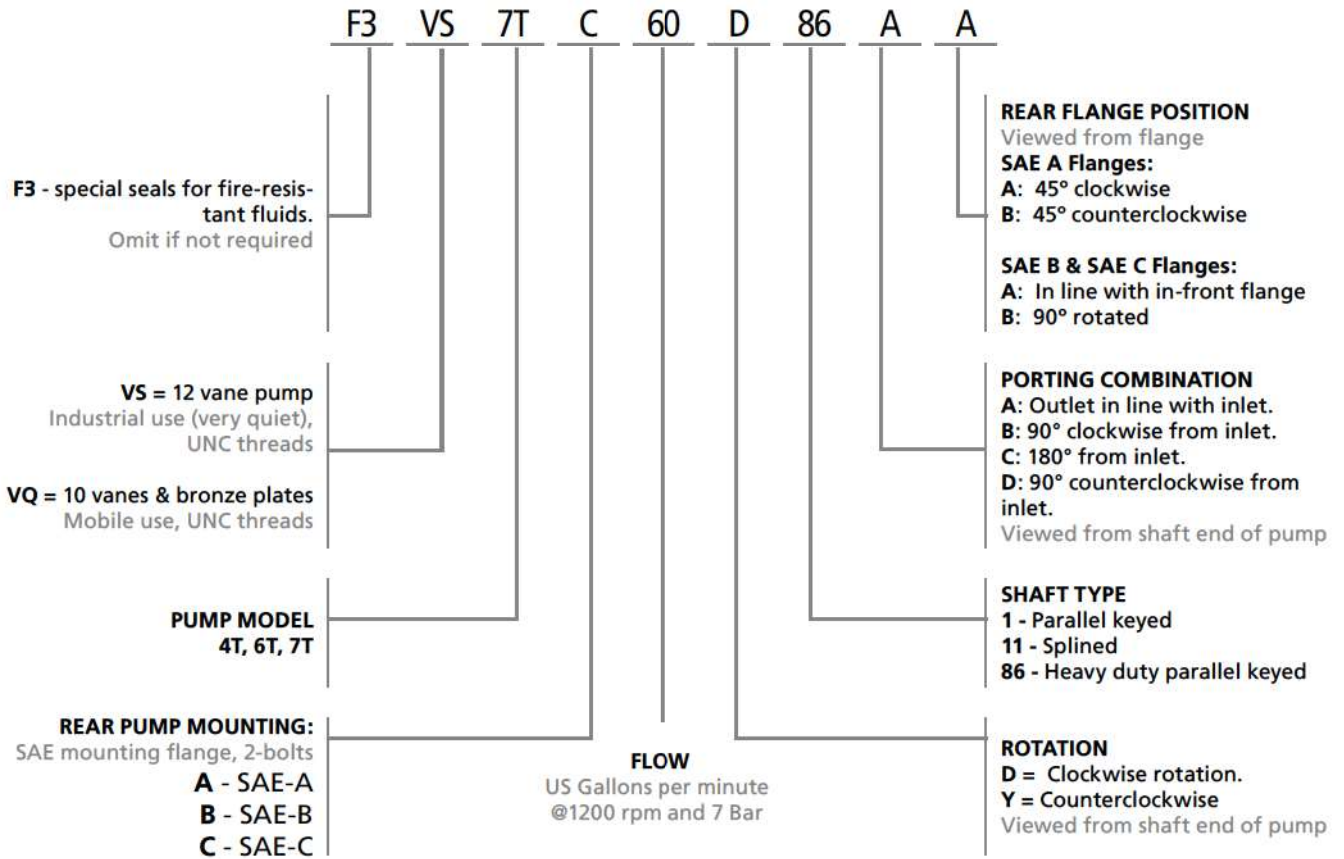 F3 VS 7T C 60 D 86 A A
F3 - special seals for fire-resis-
tant fluids.
Omit if not required
VS = 12 vane pump
Industrial use (very quiet),
UNC threads
VQ = 10 vanes & bronze plates
Mobile use, UNC threads
PUMP MODEL
4T, 6T, 7T
REAR PUMP MOUNTING:
SAE mounting flange, 2-bolts
A - SAE-A
B - SAE-B
C - SAE-C
FLOW
US Gallons per minute
@1200 rpm and 7 Bar
REAR FLANGE POSITION
Viewed from flange
SAE A Flanges:
A: 45º clockwise
B: 45º counterclockwise
SAE B & SAE C Flanges:
A: In line with in-front flange
B: 90º rotated
PORTING COMBINATION
A: Outlet in line with inlet.
B: 90° clockwise from inlet.
C: 180° from inlet.
D: 90° counterclockwise from
inlet.
Viewed from shaft end of pump
SHAFT TYPE
1 - Parallel keyed
11 - Splined
86 - Heavy duty parallel keyed
ROTATION
D = Clockwise rotation.
Y = Counterclockwise
Viewed from shaft end of pump